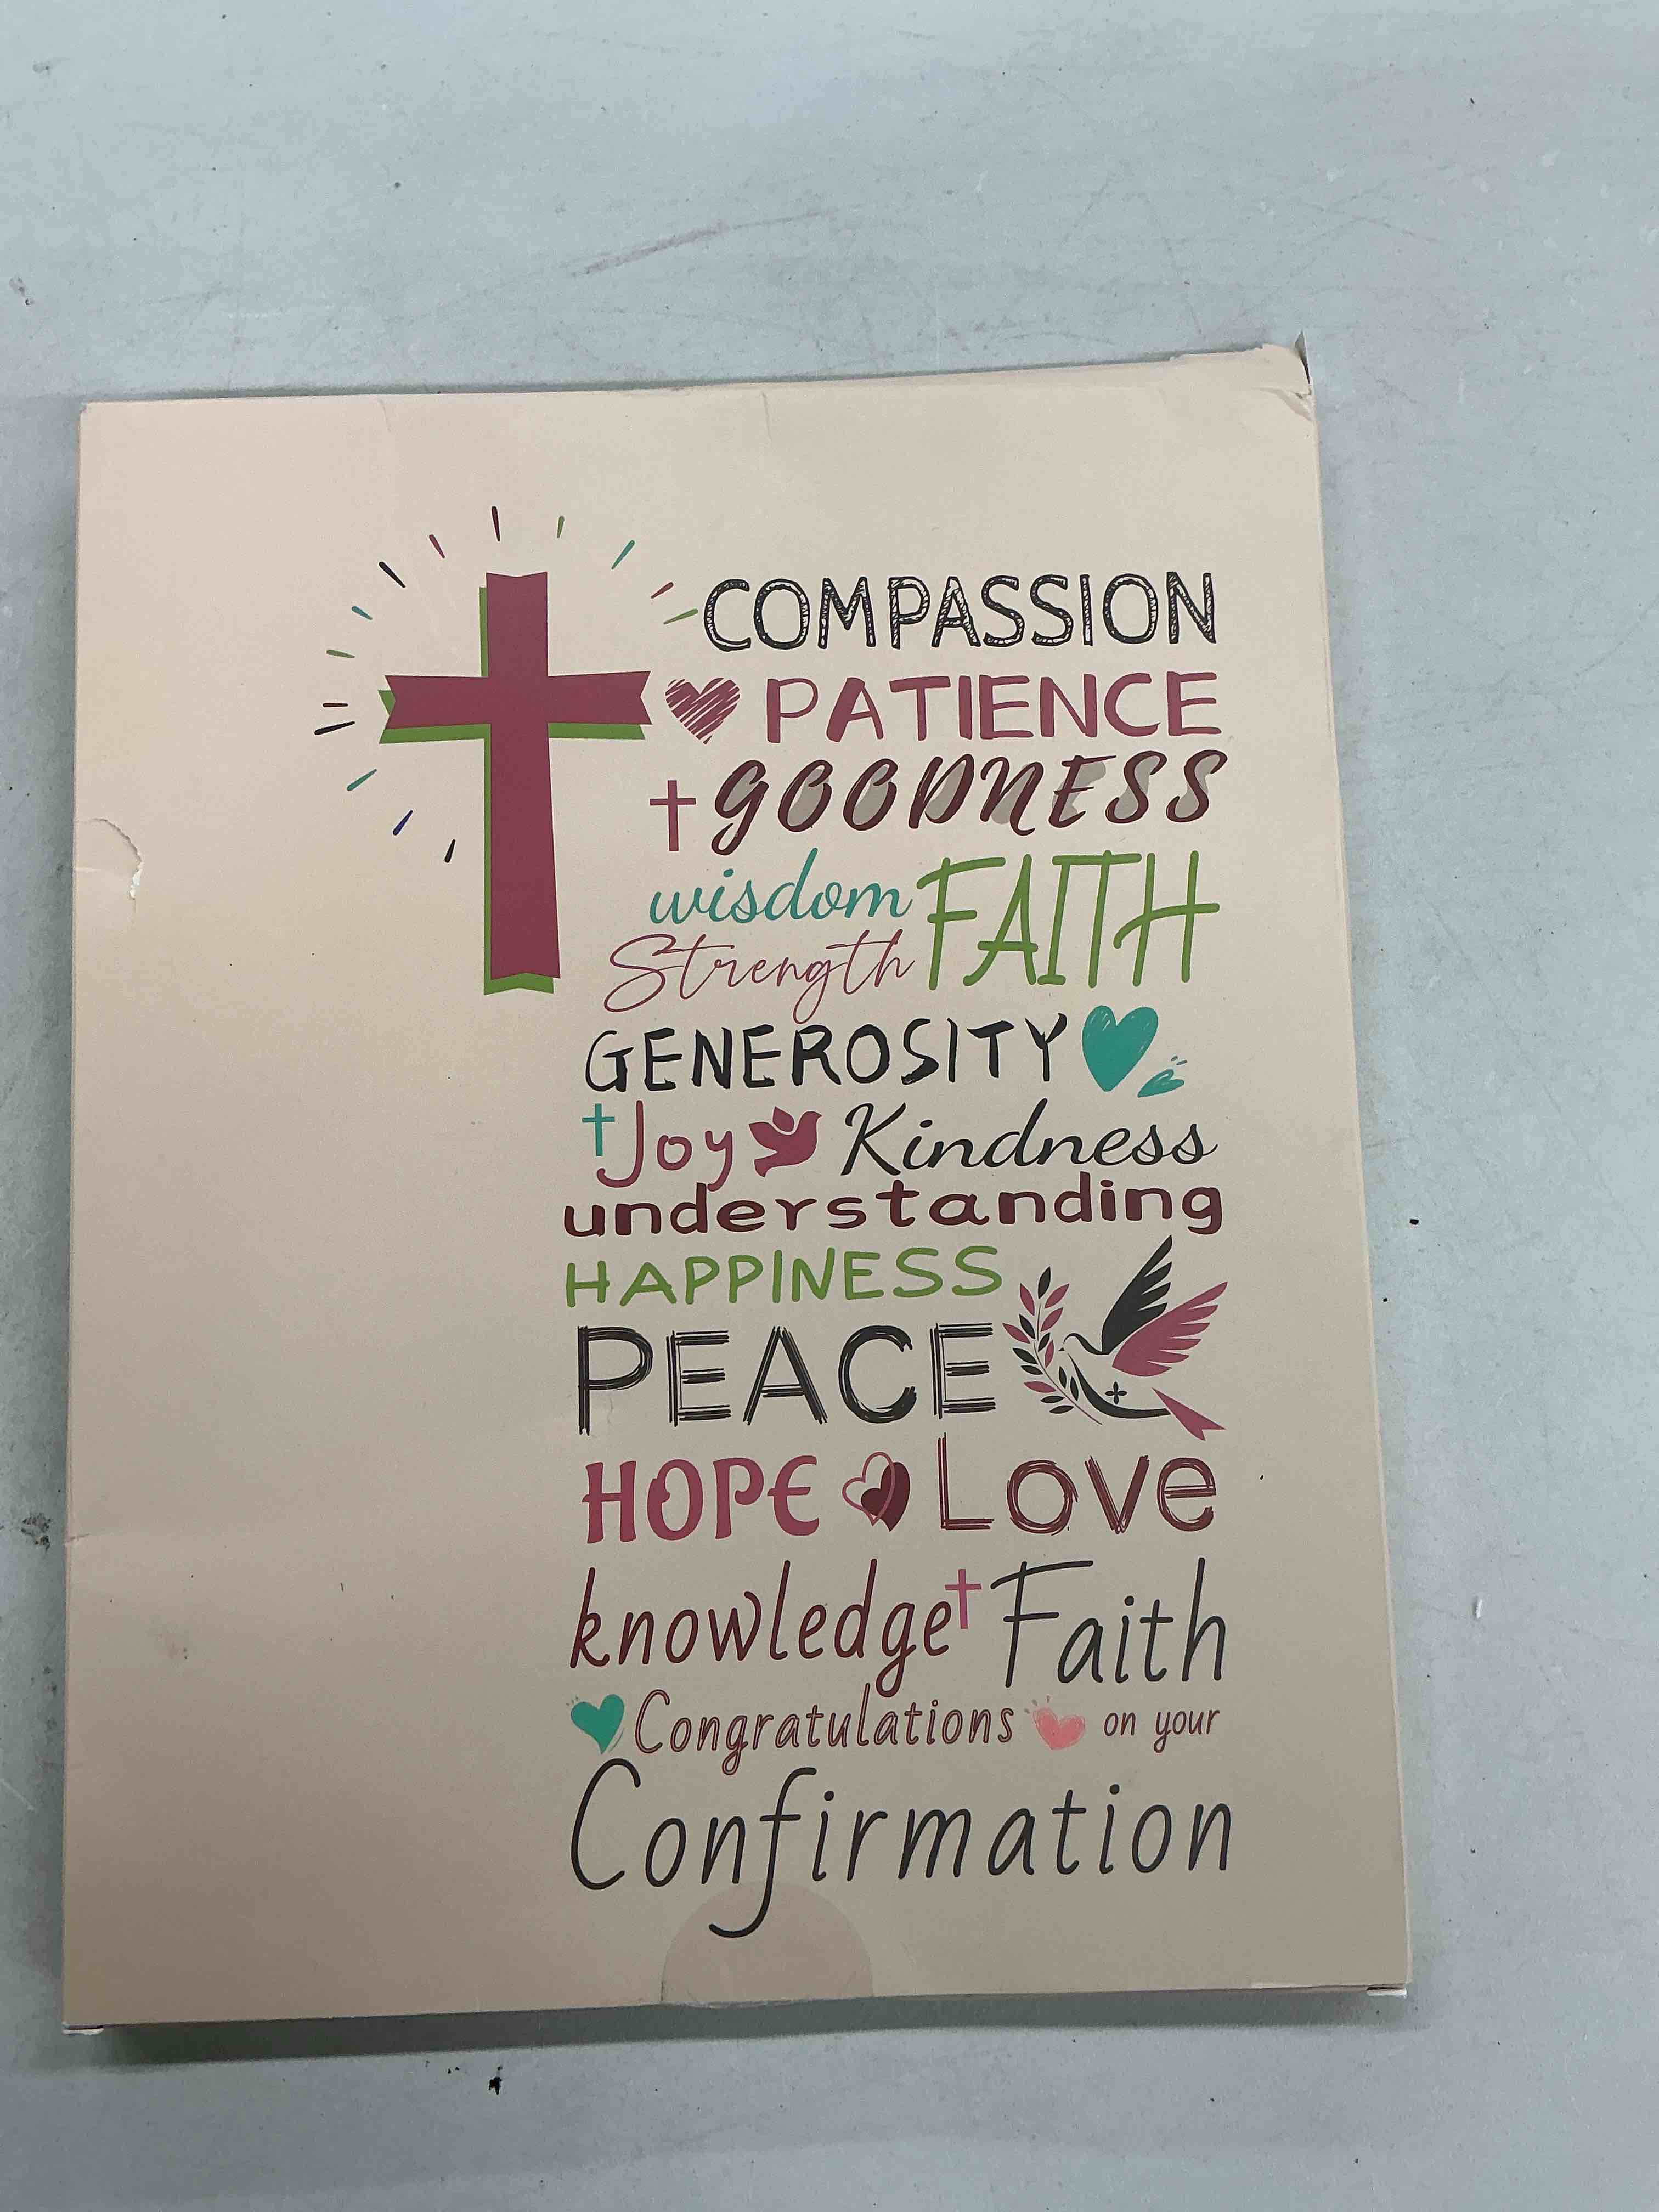 COMPASSION
PATIENCE
GOODNESS
wisdom FAITH
Strength
GENEROSITY
Joy Kindness
understanding
HAPPINESS
PEACE
HOPE Love
knowledge Faith
Congratulations on your
Confirmation